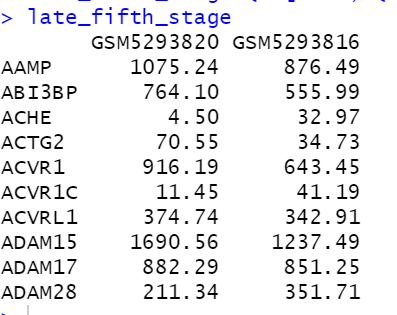 > late_fifth_stage
GSM5293820 GSM5293816
AAMP 1075.24 876.49
ABI3BP 764.10 555.99
ACHE 4.50 32.97
ACTG2 70.55 34.73
ACVR1 916.19 643.45
ACVR1C 11.45 41.19
ACVRL1 374.74 342.91
ADAM15 1690.56 1237.49
ADAM17 882.29 851.25
ADAM28 211.34 351.71